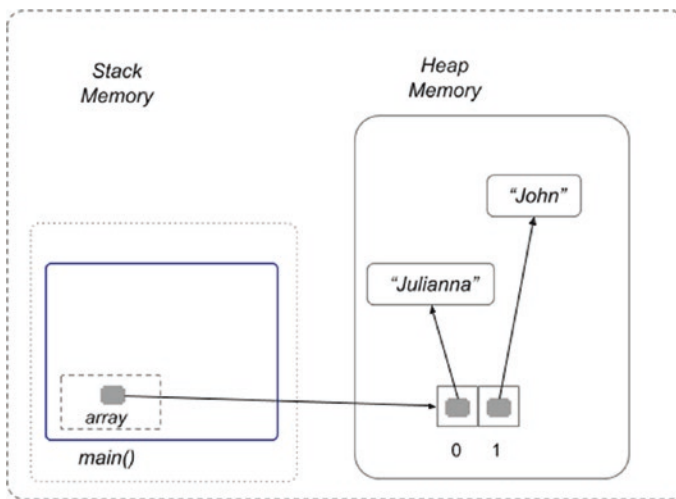 Stack
Memory
Heap
Memory
“John”
“Julianna”
array
0 1
main()